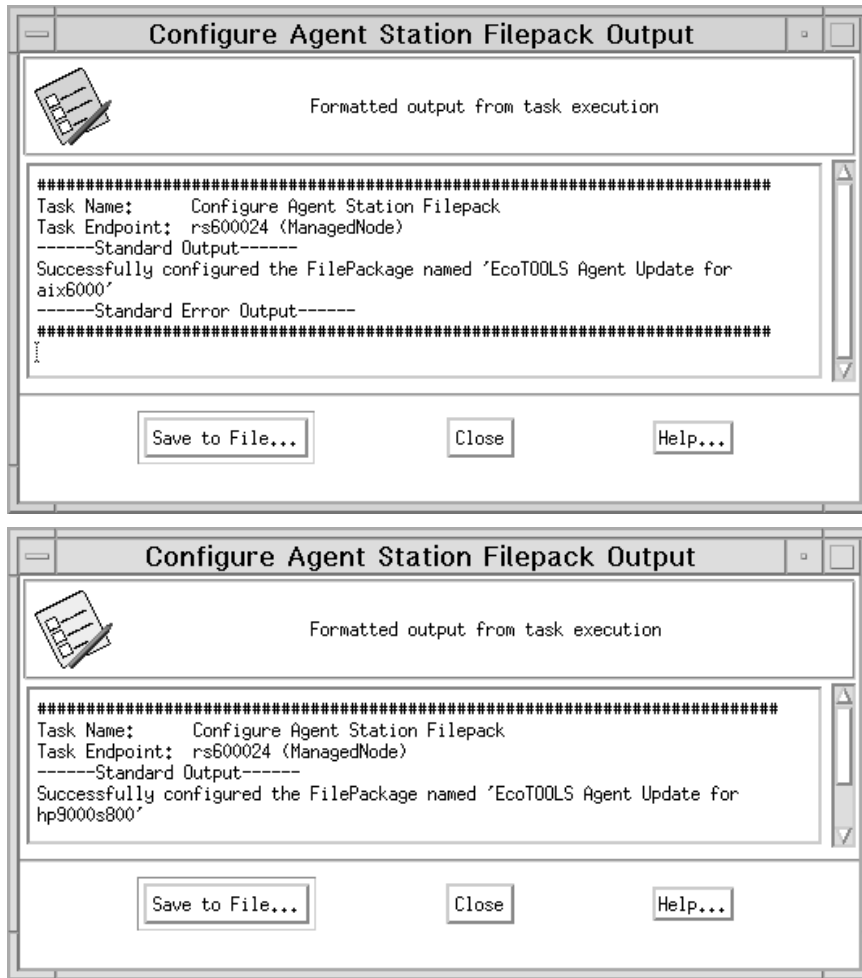 Configure Agent Station Filepack Output
Formatted output from task execution
############################################################################
Task Name:      Configure Agent Station Filepack
Task Endpoint:  rs600024 (ManagedNode)
------Standard Output------
Successfully configured the FilePackage named 'EcoTOOLS Agent Update for
aix6000'
------Standard Error Output------
############################################################################
Save to File... Close Help...
Configure Agent Station Filepack Output
Formatted output from task execution
############################################################################
Task Name:      Configure Agent Station Filepack
Task Endpoint:  rs600024 (ManagedNode)
------Standard Output------
Successfully configured the FilePackage named 'EcoTOOLS Agent Update for
hp9000s800'
Save to File... Close Help...